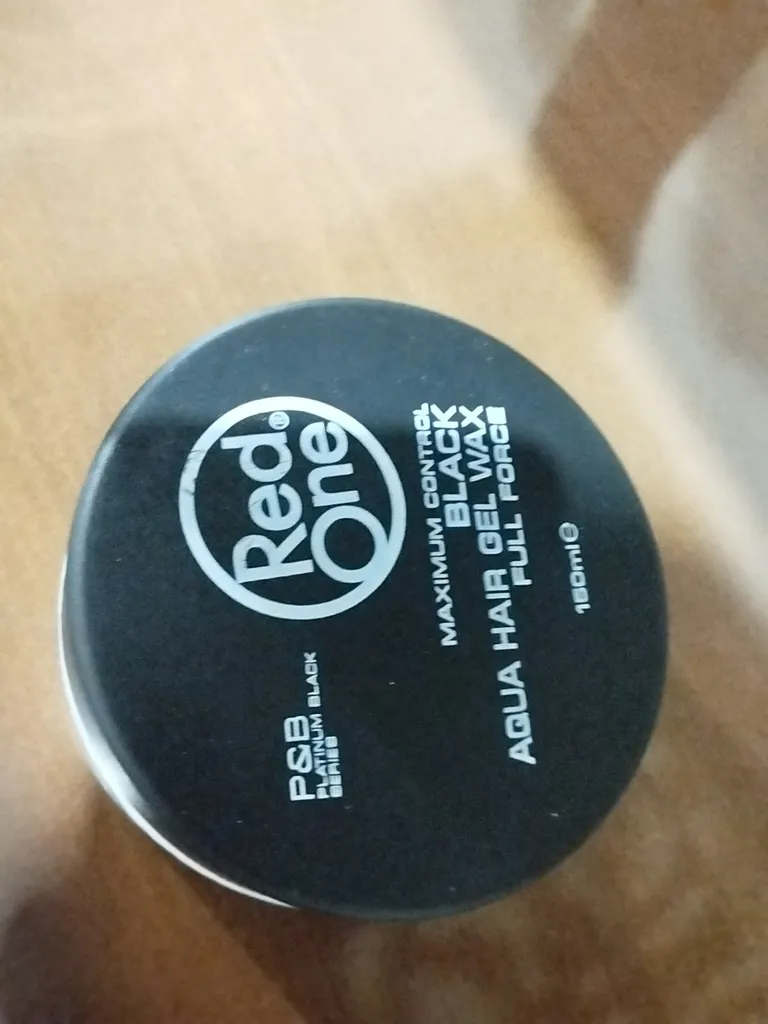 Red®
One
P&B
PLATINUM BLACK
SERIES
MAXIMUM CONTROL
BLACK
AQUA HAIR GEL WAX
FULL FORCE
150ml℮